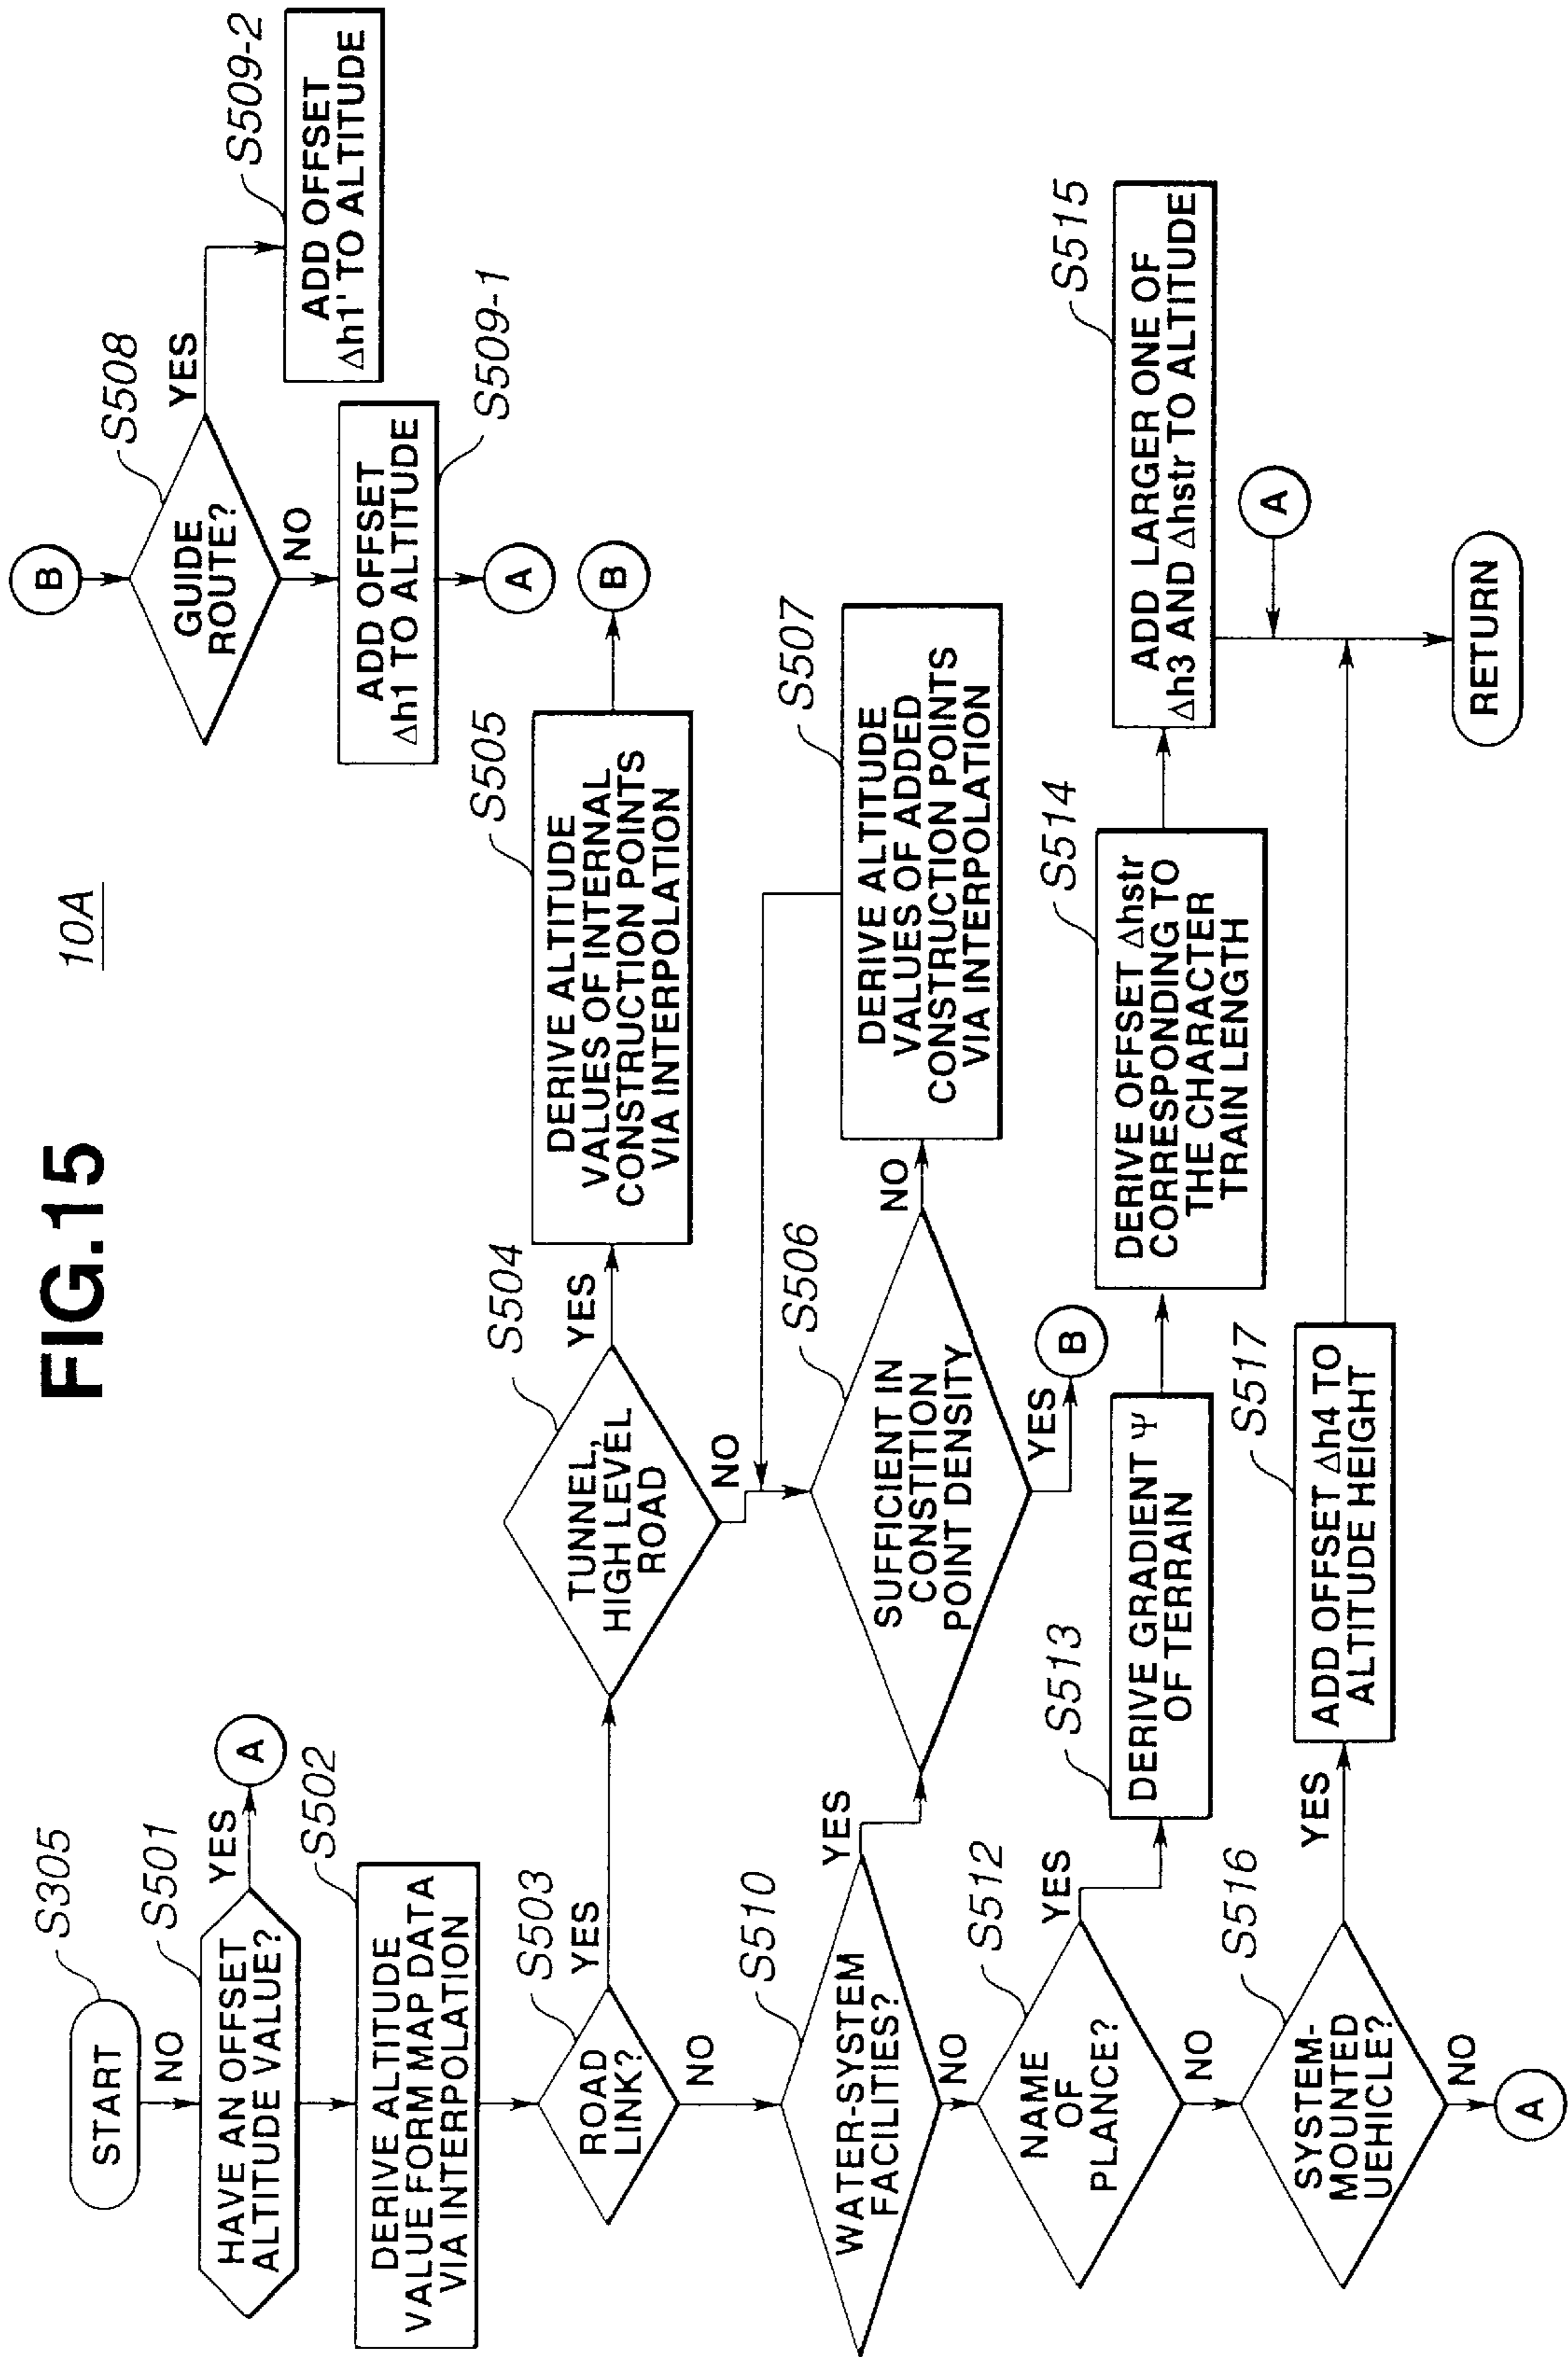 FIG.15
10A
START
S305
NO
S501
HAVE AN OFFSET
ALTITUDE VALUE?
YES
A
S502
DERIVE ALTITUDE
VALUE FORM MAP DATA
VIA INTERPOLATION
S503
ROAD
LINK?
YES
NO
S504
TUNNEL,
HIGH LEVEL
ROAD
YES
NO
S505
DERIVE ALTITUDE
VALUES OF INTERNAL
CONSTRUCTION POINTS
VIA INTERPOLATION
B
B
S508
GUIDE
ROUTE?
YES
NO
S509-2
ADD OFFSET
Δh1' TO ALTITUDE
ADD OFFSET
Δh1 TO ALTITUDE
S509-1
A
S510
WATER-SYSTEM
FACILITIES?
YES
NO
S506
SUFFICIENT IN
CONSTITION
POINT DENSITY
NO
YES
B
S507
DERIVE ALTITUDE
VALUES OF ADDED
CONSTRUCTION POINTS
VIA INTERPOLATION
S512
NAME
OF
PLANCE?
YES
NO
S513
DERIVE GRADIENT Ψ
OF TERRAIN
S514
DERIVE OFFSET Δhstr
CORRESPONDING TO
THE CHARACTER
TRAIN LENGTH
S515
ADD LARGER ONE OF
Δh3 AND Δhstr TO ALTITUDE
A
S516
SYSTEM-
MOUNTED
UEHICLE?
YES
NO
A
S517
ADD OFFSET Δh4 TO
ALTITUDE HEIGHT
RETURN